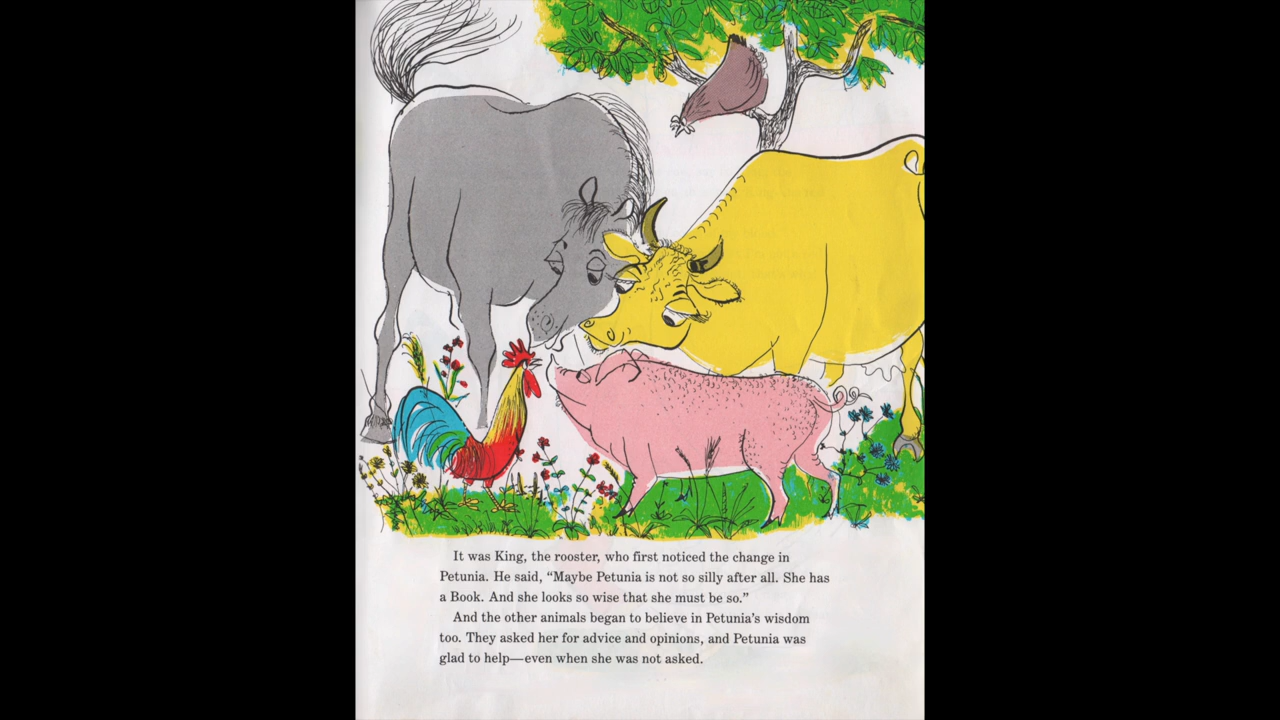 It was King, the rooster, who first noticed the change in
Petunia. He said, “Maybe Petunia is not so silly after all. She has
a Book. And she looks so wise that she must be so.”
And the other animals began to believe in Petunia’s wisdom
too. They asked her for advice and opinions, and Petunia was
glad to help—even when she was not asked.